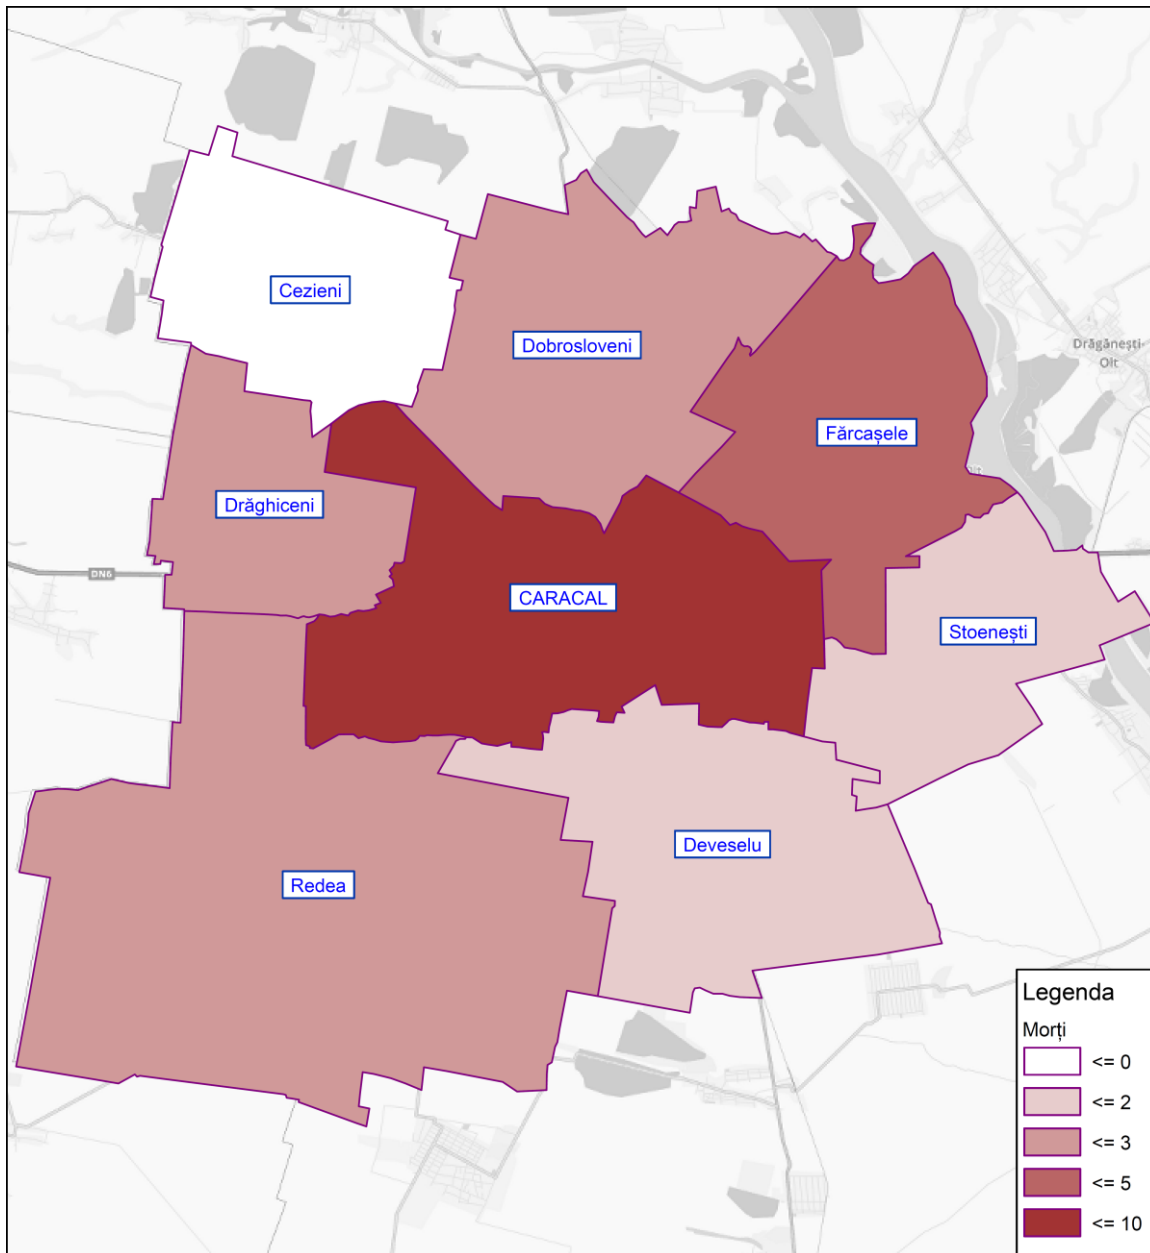 Cezieni
Dobrosloveni
Drăgănești-
Olt
Fărcașele
Drăghiceni
DN6
CARACAL
Stoenești
Deveselu
Redea
Legenda
Morți
<= 0
<= 2
<= 3
<= 5
<= 10